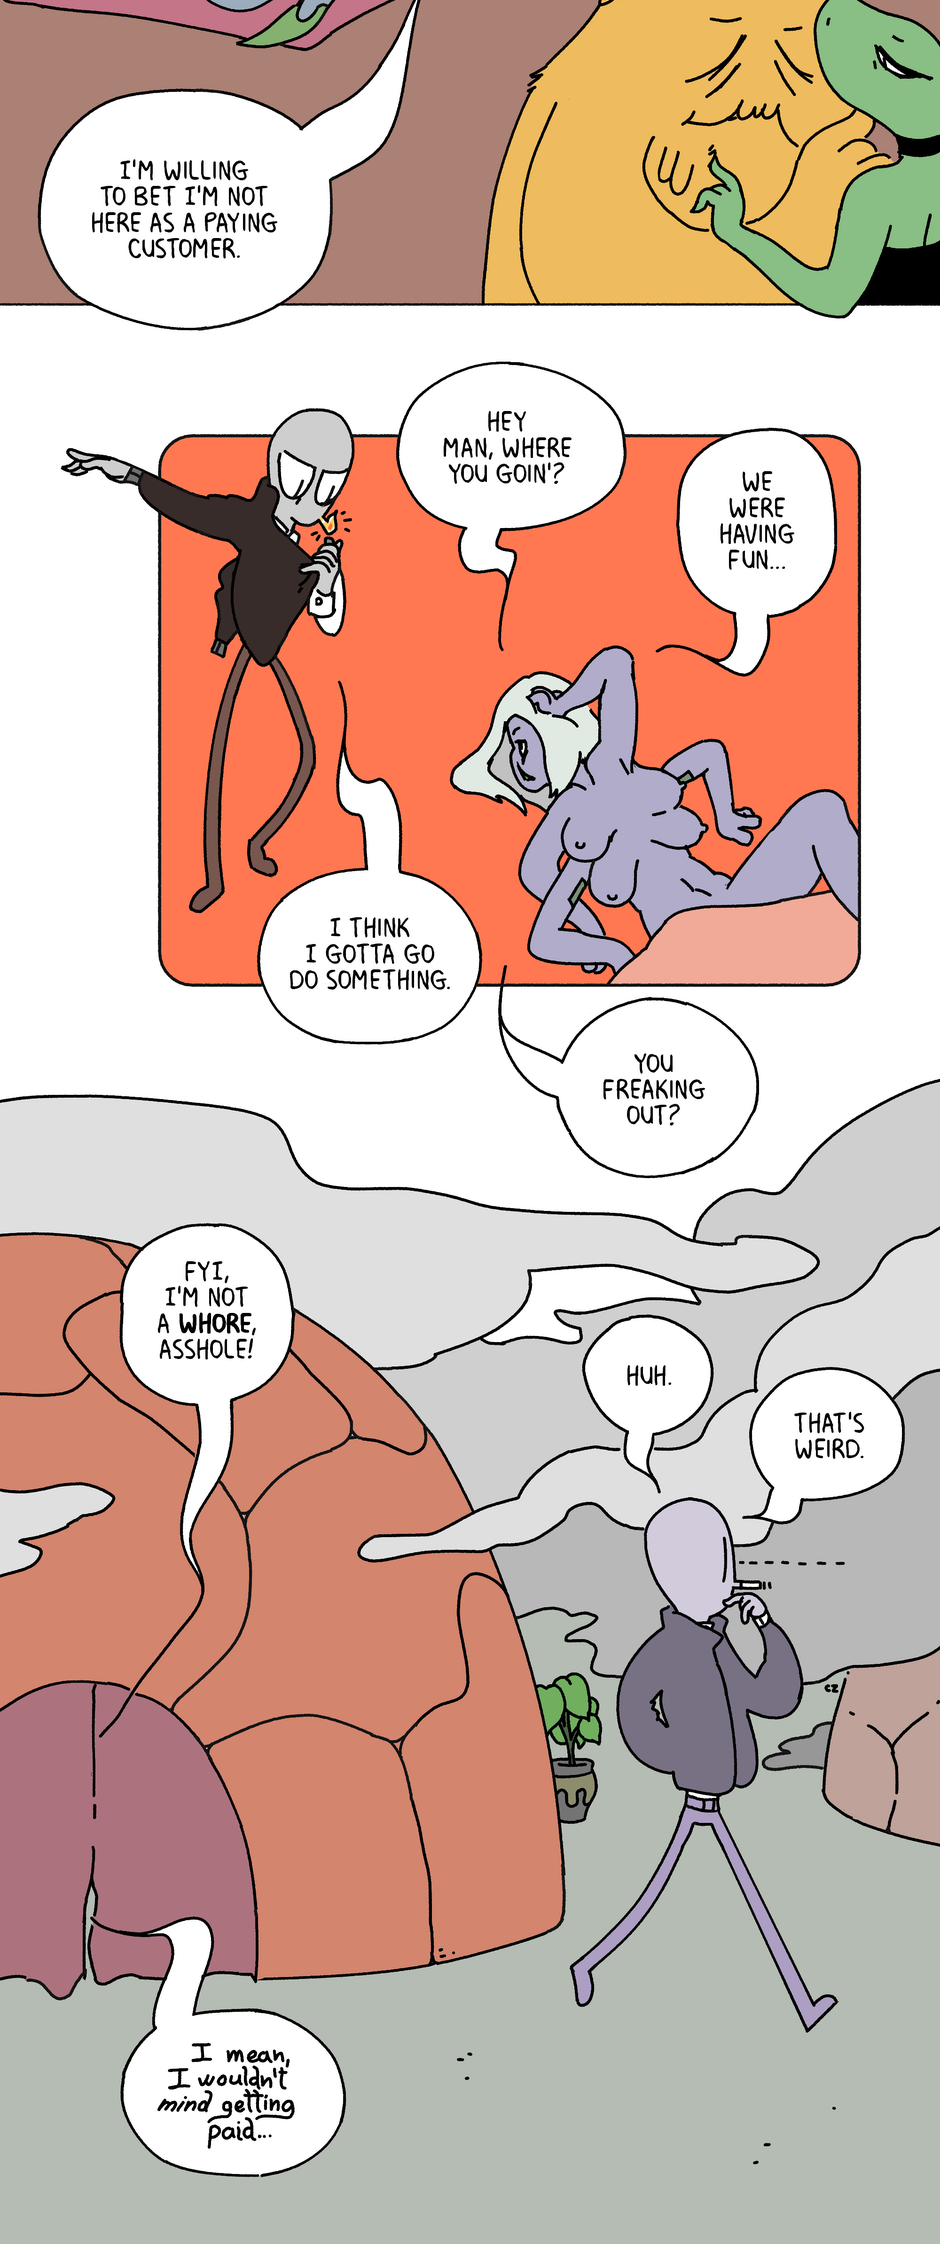 I'M WILLING
TO BET I'M NOT
HERE AS A PAYING
CUSTOMER.
HEY
MAN, WHERE
YOU GOIN'?
WE
WERE
HAVING
FUN...
I THINK
I GOTTA GO
DO SOMETHING.
YOU
FREAKING
OUT?
FYI,
I'M NOT
A WHORE,
ASSHOLE!
HUH.
THAT'S
WEIRD.
CZ
I mean,
I wouldn't
mind getting
paid...